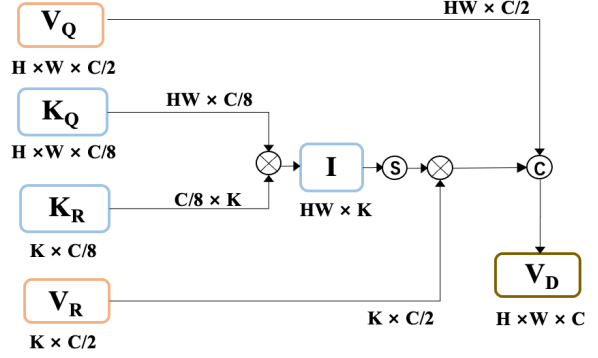 HW × C/2
V_Q
H ×W × C/2
K_Q
HW × C/8
H ×W × C/8
I
S
C
K_R
C/8 × K
HW × K
K × C/8
V_D
V_R
K × C/2
H ×W × C
K × C/2